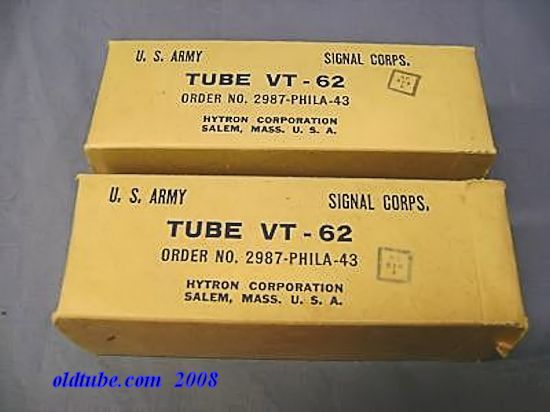 U. S. ARMY SIGNAL CORPS.
TUBE VT - 62
ORDER NO. 2987-PHILA-43
HYTRON CORPORATION
SALEM, MASS. U. S. A.
U. S. ARMY SIGNAL CORPS.
TUBE VT - 62
ORDER NO. 2987-PHILA-43
HYTRON CORPORATION
SALEM, MASS. U. S. A.
oldtube.com 2008